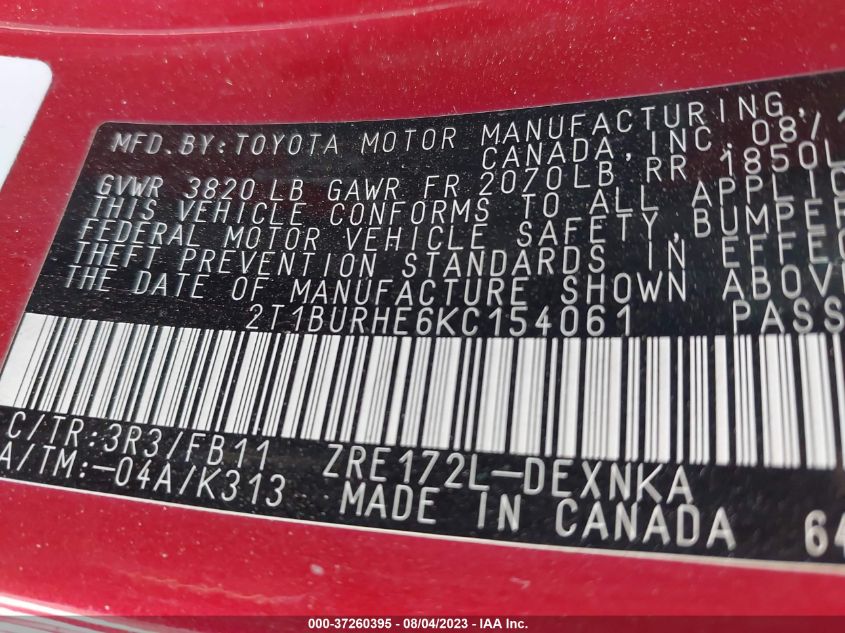 MFD. BY: TOYOTA MOTOR MANUFACTURING,
CANADA, INC. 08/1
GVWR 3820 LB GAWR FR 2070LB RR 1850L
THIS VEHICLE CONFORMS TO ALL APPLIC
FEDERAL MOTOR VEHICLE SAFETY, BUMPER
THEFT PREVENTION STANDARDS IN EFFEC
THE DATE OF MANUFACTURE SHOWN ABOVE
2T1BURHE6KC154061 PASS
C/TR: 3R3/FB11 ZRE172L-DEXNKA
A/TM:-04A/K313 MADE IN CANADA 64
000-37260395 - 08/04/2023 - IAA Inc.